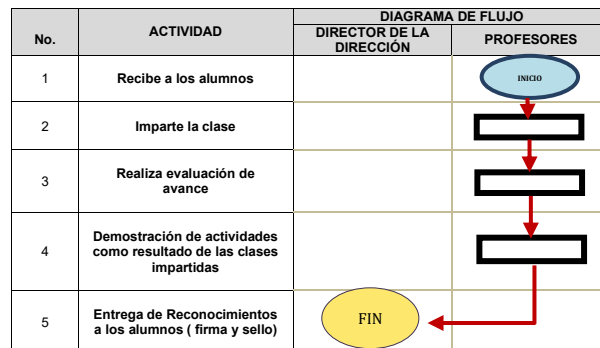 DIAGRAMA DE FLUJO
No.
ACTIVIDAD
DIRECTOR DE LA
DIRECCIÓN
PROFESORES
1
Recibe a los alumnos
INICIO
2
Imparte la clase
3
Realiza evaluación de
avance
4
Demostración de actividades
como resultado de las clases
impartidas
5
Entrega de Reconocimientos
a los alumnos ( firma y sello)
FIN